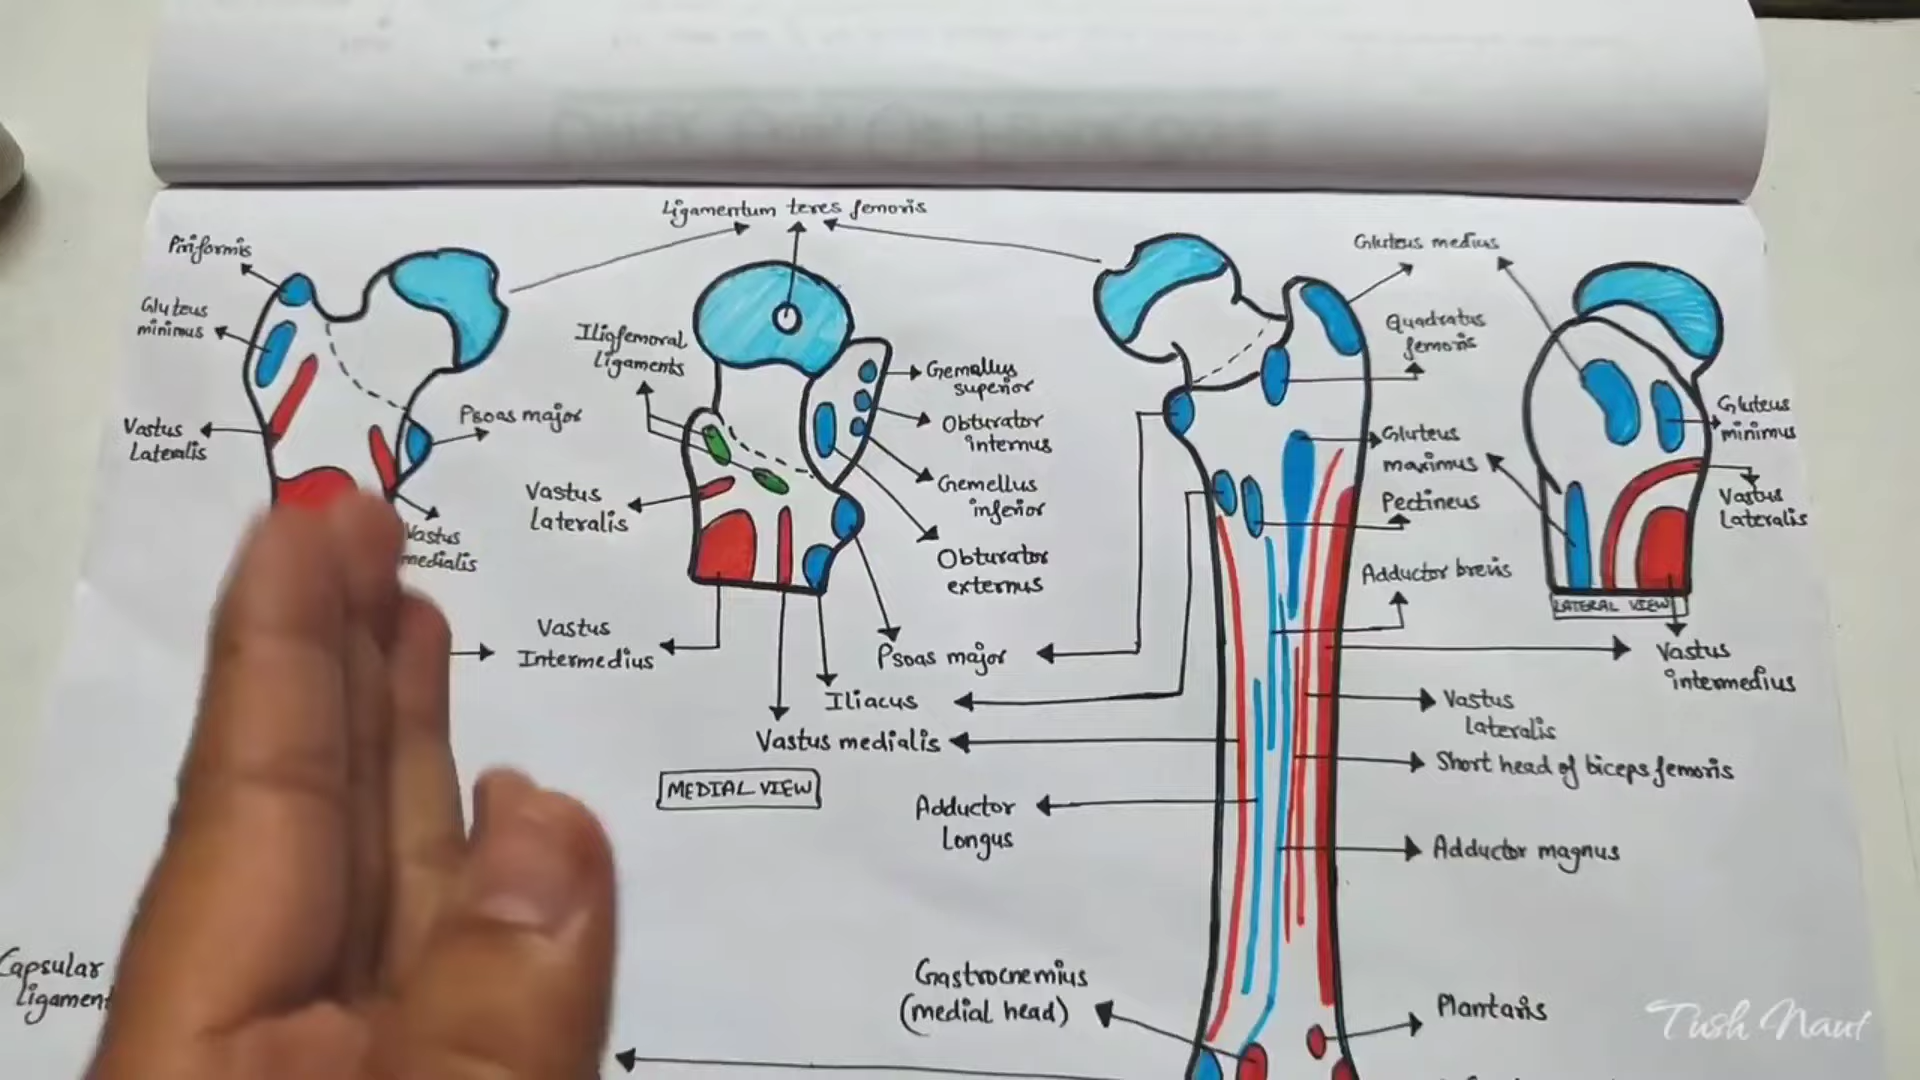 Ligamentum teres femoris
Piriformis
Gluteus
minimus
Vastus
Lateralis
Psoas major
Vastus
medialis
Iliofemoral
ligaments
Vastus
lateralis
Gemallus
superior
Obturator
internus
Gemellus
inferior
Obturator
externus
Vastus
Intermedius
Psoas major
Iliacus
Vastus medialis
MEDIAL VIEW
Adductor
Longus
Gastrocnemius
(medial head)
Capsular
ligament
Gluteus medius
Quadratus
femoris
Gluteus
maximus
Pectineus
Adductor brevis
Gluteus
minimus
Vastus
Lateralis
LATERAL VIEW
Vastus
intermedius
Vastus
lateralis
Short head of biceps femoris
Adductor magnus
Plantaris
Tush Naut